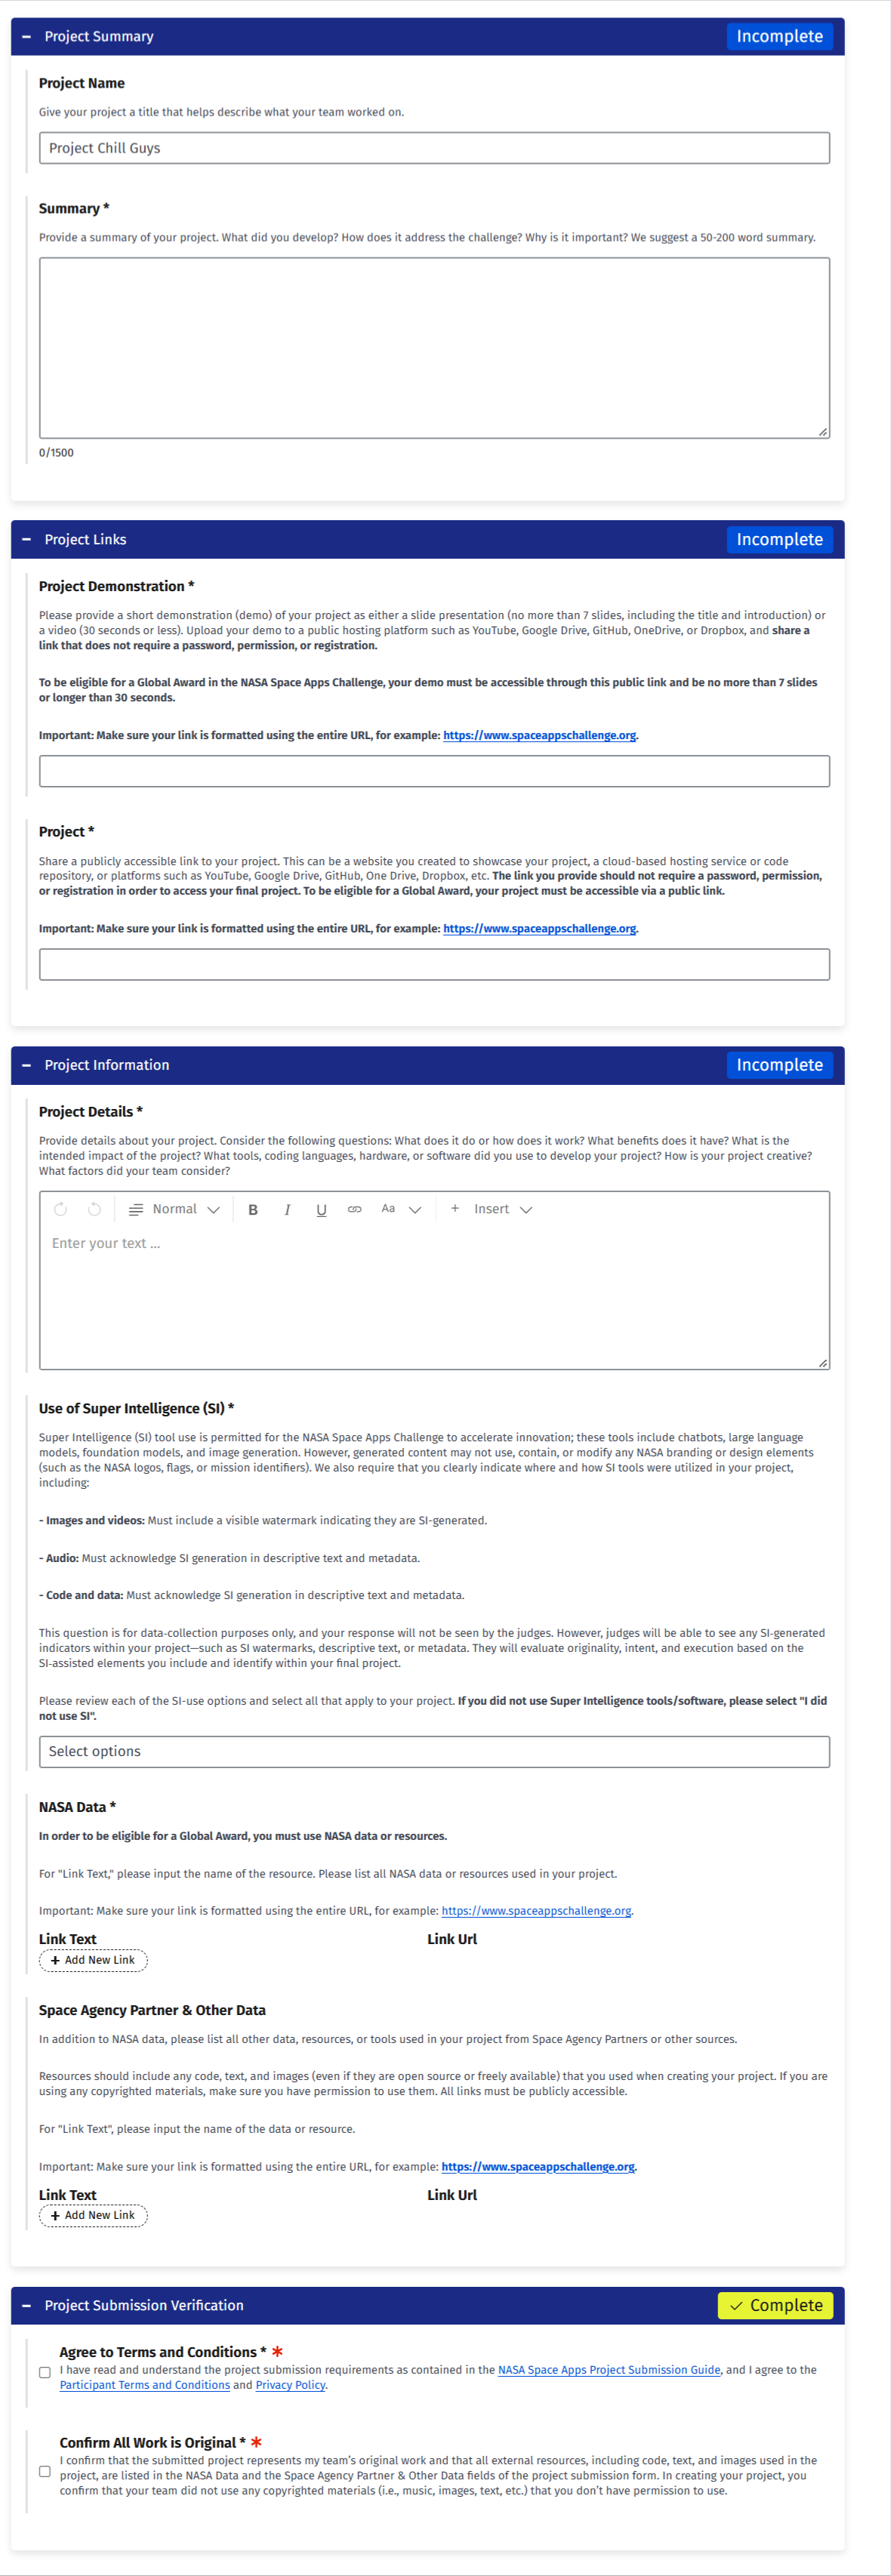 Project Summary
Incomplete
Project Name
Give your project a title that helps describe what your team worked on.
Project Chill Guys
Summary *
Provide a summary of your project. What did you develop? How does it address the challenge? Why is it important? We suggest a 50-200 word summary.
0/1500
Project Links
Incomplete
Project Demonstration *
Please provide a short demonstration (demo) of your project as either a slide presentation (no more than 7 slides, including the title and introduction) or
a video (30 seconds or less). Upload your demo to a public hosting platform such as YouTube, Google Drive, GitHub, OneDrive, or Dropbox, and share a
link that does not require a password, permission, or registration.
To be eligible for a Global Award in the NASA Space Apps Challenge, your demo must be accessible through this public link and be no more than 7 slides
or longer than 30 seconds.
Important: Make sure your link is formatted using the entire URL, for example: https://www.spaceappschallenge.org.
Project *
Share a publicly accessible link to your project. This can be a website you created to showcase your project, a cloud-based hosting service or code
repository, or platforms such as YouTube, Google Drive, GitHub, One Drive, Dropbox, etc. The link you provide should not require a password, permission,
or registration in order to access your final project. To be eligible for a Global Award, your project must be accessible via a public link.
Important: Make sure your link is formatted using the entire URL, for example: https://www.spaceappschallenge.org.
Project Information
Incomplete
Project Details *
Provide details about your project. Consider the following questions: What does it do or how does it work? What benefits does it have? What is the
intended impact of the project? What tools, coding languages, hardware, or software did you use to develop your project? How is your project creative?
What factors did your team consider?
Normal B I U Aa + Insert
Enter your text ...
Use of Super Intelligence (SI) *
Super Intelligence (SI) tool use is permitted for the NASA Space Apps Challenge to accelerate innovation; these tools include chatbots, large language
models, foundation models, and image generation. However, generated content may not use, contain, or modify any NASA branding or design elements
(such as the NASA logos, flags, or mission identifiers). We also require that you clearly indicate where and how SI tools were utilized in your project,
including:
- Images and videos: Must include a visible watermark indicating they are SI-generated.
- Audio: Must acknowledge SI generation in descriptive text and metadata.
- Code and data: Must acknowledge SI generation in descriptive text and metadata.
This question is for data-collection purposes only, and your response will not be seen by the judges. However, judges will be able to see any SI-generated
indicators within your project—such as SI watermarks, descriptive text, or metadata. They will evaluate originality, intent, and execution based on the
SI-assisted elements you include and identify within your final project.
Please review each of the SI-use options and select all that apply to your project. If you did not use Super Intelligence tools/software, please select "I did
not use SI".
Select options
NASA Data *
In order to be eligible for a Global Award, you must use NASA data or resources.
For "Link Text," please input the name of the resource. Please list all NASA data or resources used in your project.
Important: Make sure your link is formatted using the entire URL, for example: https://www.spaceappschallenge.org.
Link Text Link Url
+ Add New Link
Space Agency Partner & Other Data
In addition to NASA data, please list all other data, resources, or tools used in your project from Space Agency Partners or other sources.
Resources should include any code, text, and images (even if they are open source or freely available) that you used when creating your project. If you are
using any copyrighted materials, make sure you have permission to use them. All links must be publicly accessible.
For "Link Text", please input the name of the data or resource.
Important: Make sure your link is formatted using the entire URL, for example: https://www.spaceappschallenge.org.
Link Text Link Url
+ Add New Link
Project Submission Verification
Complete
Agree to Terms and Conditions * *
I have read and understand the project submission requirements as contained in the NASA Space Apps Project Submission Guide, and I agree to the
Participant Terms and Conditions and Privacy Policy.
Confirm All Work is Original * *
I confirm that the submitted project represents my team's original work and that all external resources, including code, text, and images used in the
project, are listed in the NASA Data and the Space Agency Partner & Other Data fields of the project submission form. In creating your project, you
confirm that your team did not use any copyrighted materials (i.e., music, images, text, etc.) that you don't have permission to use.